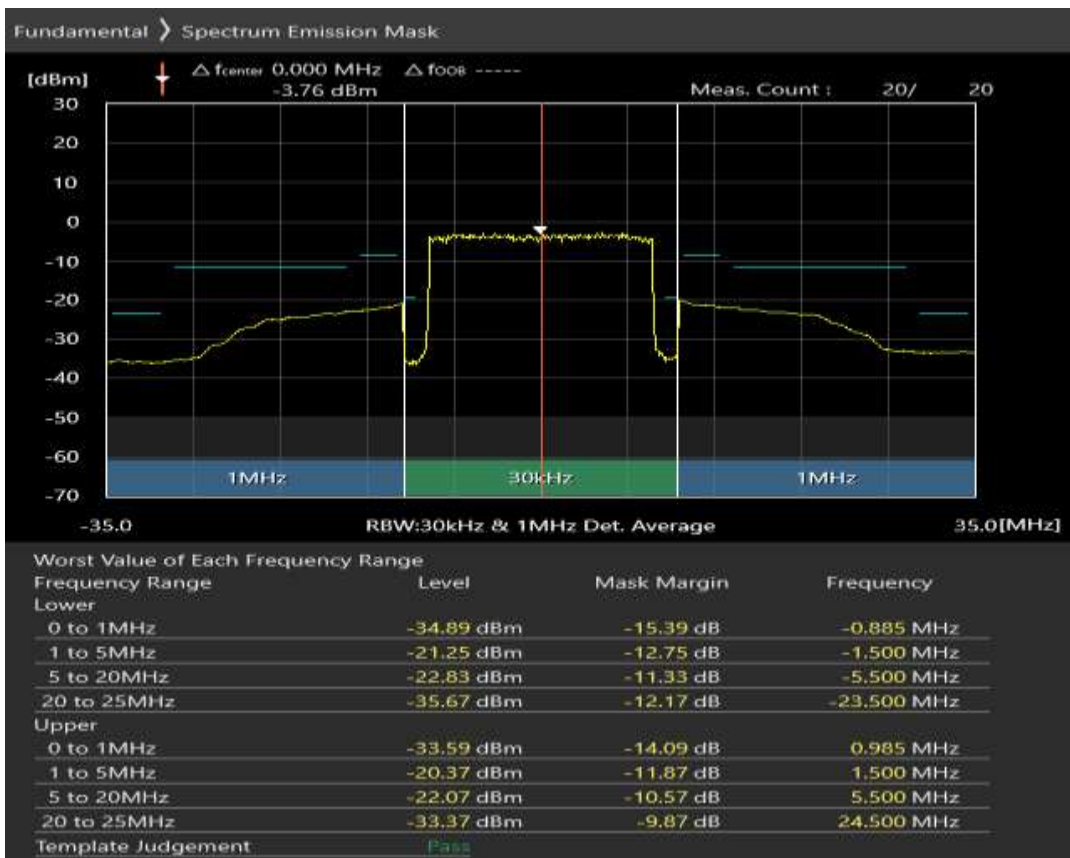 Fundamental ❯ Spectrum Emission Mask
[dBm] △ fcenter 0.000 MHz △ fOOB -----
-3.76 dBm Meas. Count : 20/ 20
30
20
10
0
-10
-20
-30
-40
-50
-60
-70
1MHz 30kHz 1MHz
-35.0 RBW:30kHz & 1MHz Det. Average 35.0[MHz]
Worst Value of Each Frequency Range
Frequency Range Level Mask Margin Frequency
Lower
0 to 1MHz -34.89 dBm -15.39 dB -0.885 MHz
1 to 5MHz -21.25 dBm -12.75 dB -1.500 MHz
5 to 20MHz -22.83 dBm -11.33 dB -5.500 MHz
20 to 25MHz -35.67 dBm -12.17 dB -23.500 MHz
Upper
0 to 1MHz -33.59 dBm -14.09 dB 0.985 MHz
1 to 5MHz -20.37 dBm -11.87 dB 1.500 MHz
5 to 20MHz -22.07 dBm -10.57 dB 5.500 MHz
20 to 25MHz -33.37 dBm -9.87 dB 24.500 MHz
Template Judgement Pass